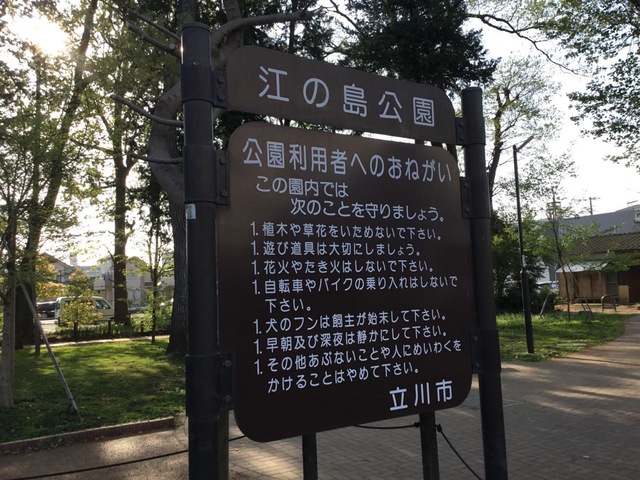 江の島公園
公園利用者へのおねがい
この園内では
次のことを守りましょう。
1.植木や草花をいためないで下さい。
1.遊び道具は大切にしましょう。
1.花火やたき火はしないで下さい。
1.自転車やバイクの乗り入れはしないで
下さい。
1.犬のフンは飼主が始末して下さい。
1.早朝及び深夜は静かにして下さい。
1.その他あぶないことや人にめいわくを
かけることはやめて下さい。
立川市